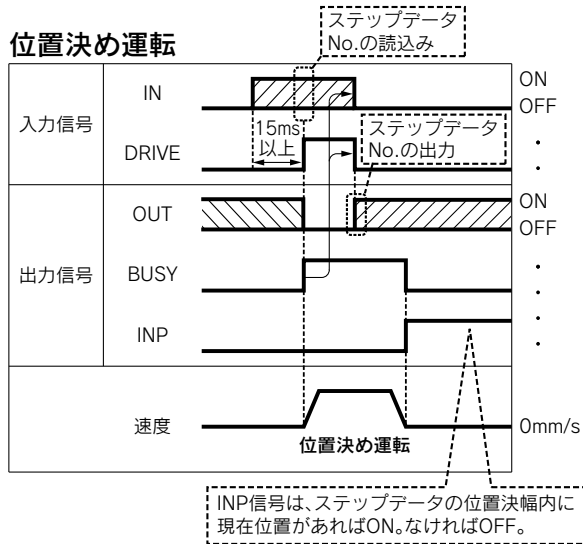 位置決め運転
ステップデータ
No.の読込み
入力信号
IN
ON
OFF
15ms
以上
DRIVE
ステップデータ
No.の出力
出力信号
OUT
ON
OFF
BUSY
INP
速度
0mm/s
位置決め運転
INP信号は、ステップデータの位置決幅内に
現在位置があればON。なければOFF。